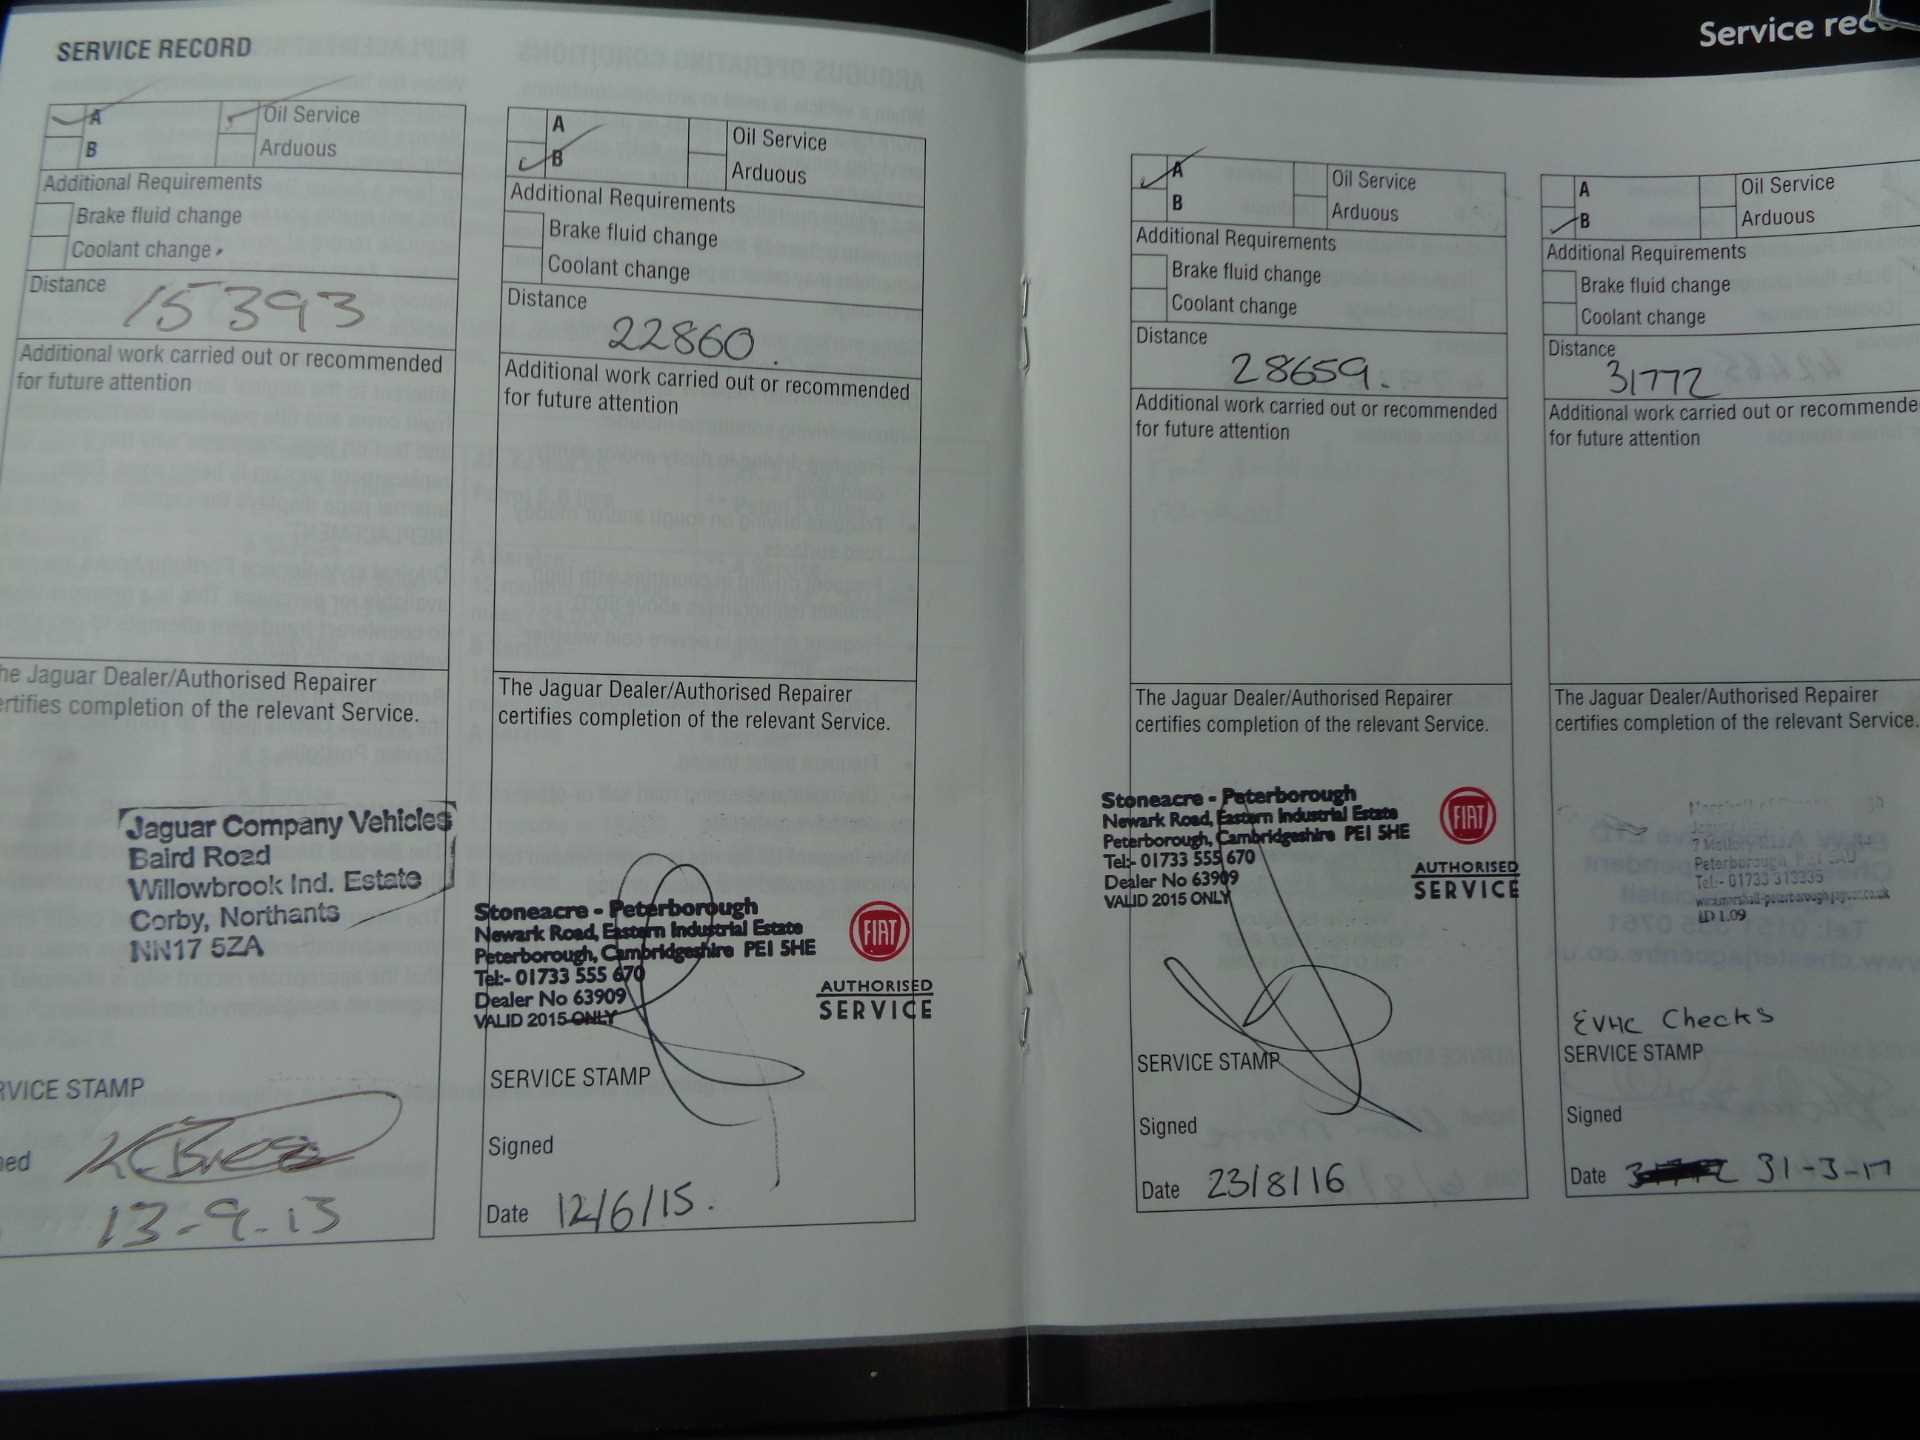 Service rec
SERVICE RECORD
A
Oil Service
B
Arduous
Additional Requirements
Brake fluid change
Coolant change
Distance
15393
Additional work carried out or recommended
for future attention
he Jaguar Dealer/Authorised Repairer
ertifies completion of the relevant Service.
Jaguar Company Vehicles
Baird Road
Willowbrook Ind. Estate
Corby, Northants
NN17 5ZA
RVICE STAMP
ned
13-9-13
A
Oil Service
B
Arduous
Additional Requirements
Brake fluid change
Coolant change
Distance
22860.
Additional work carried out or recommended
for future attention
The Jaguar Dealer/Authorised Repairer
certifies completion of the relevant Service.
Stoneacre - Peterborough
Newark Road, Eastern Industrial Estate
Peterborough, Cambridgeshire PE1 5HE
Tel:- 01733 555 670
Dealer No 63909
VALID 2015 ONLY
FIAT
AUTHORISED
SERVICE
SERVICE STAMP
Signed
Date 12/6/15.
A
Oil Service
B
Arduous
Additional Requirements
Brake fluid change
Coolant change
Distance
28659.
Additional work carried out or recommended
for future attention
The Jaguar Dealer/Authorised Repairer
certifies completion of the relevant Service.
Stoneacre - Peterborough
Newark Road, Eastern Industrial Estate
Peterborough, Cambridgeshire PE1 5HE
Tel:- 01733 555 670
Dealer No 63909
VALID 2015 ONLY
FIAT
AUTHORISED
SERVICE
SERVICE STAMP
Signed
Date 23/8/16
A
Oil Service
B
Arduous
Additional Requirements
Brake fluid change
Coolant change
Distance
31772
Additional work carried out or recommende
for future attention
The Jaguar Dealer/Authorised Repairer
certifies completion of the relevant Service.
Peterborough,
Tel:- 01733 313335
LD 1.09
EVHC Checks
SERVICE STAMP
Signed
Date 31-3-17